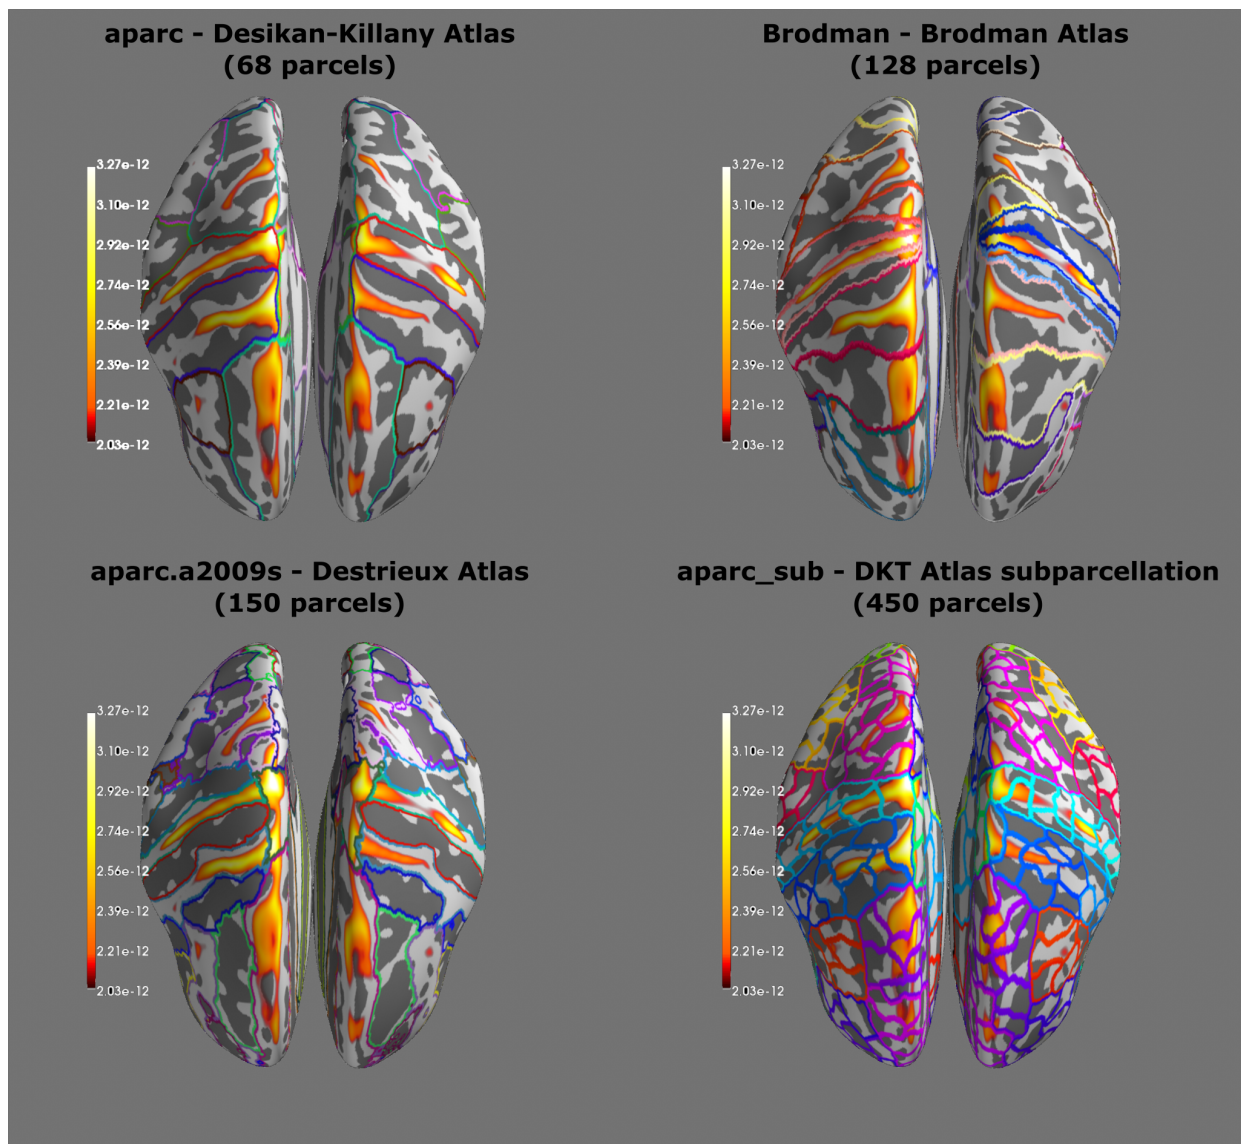 aparc - Desikan-Killany Atlas
(68 parcels)
Brodman - Brodman Atlas
(128 parcels)
3.27e-12
3.10e-12
2.92e-12
2.74e-12
2.56e-12
2.39e-12
2.21e-12
2.03e-12
3.27e-12
3.10e-12
2.92e-12
2.74e-12
2.56e-12
2.39e-12
2.21e-12
2.03e-12
aparc.a2009s - Destrieux Atlas
(150 parcels)
aparc_sub - DKT Atlas subparcellation
(450 parcels)
3.27e-12
3.10e-12
2.92e-12
2.74e-12
2.56e-12
2.39e-12
2.21e-12
2.03e-12
3.27e-12
3.10e-12
2.92e-12
2.74e-12
2.56e-12
2.39e-12
2.21e-12
2.03e-12